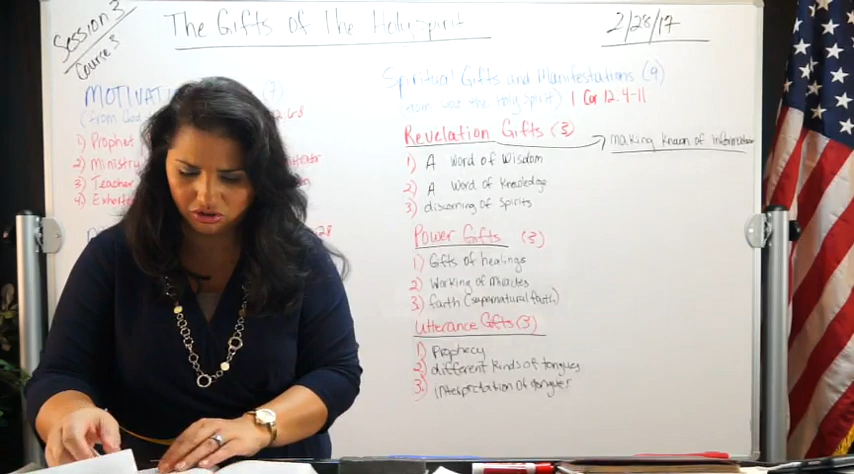 Session 3
Course 3
The Gifts of The Holy Spirit
2/28/17
MOTIVAT (7)
(from God
1) Prophet
2) Ministry
3) Teacher
4) Exhorter
28
Spiritual Gifts and Manifestations (9)
(from God the Holy Spirit) 1 Cor 12:4-11
Revelation Gifts (3)
making known of information
1) A Word of Wisdom
2) A Word of Knowledge
3) discerning of Spirits
Power Gifts (3)
1) Gifts of healings
2) Working of Miracles
3) faith (supernatural faith)
Utterance Gifts (3)
1) Prophecy
2) different kinds of tongues
3) interpretation of tongues